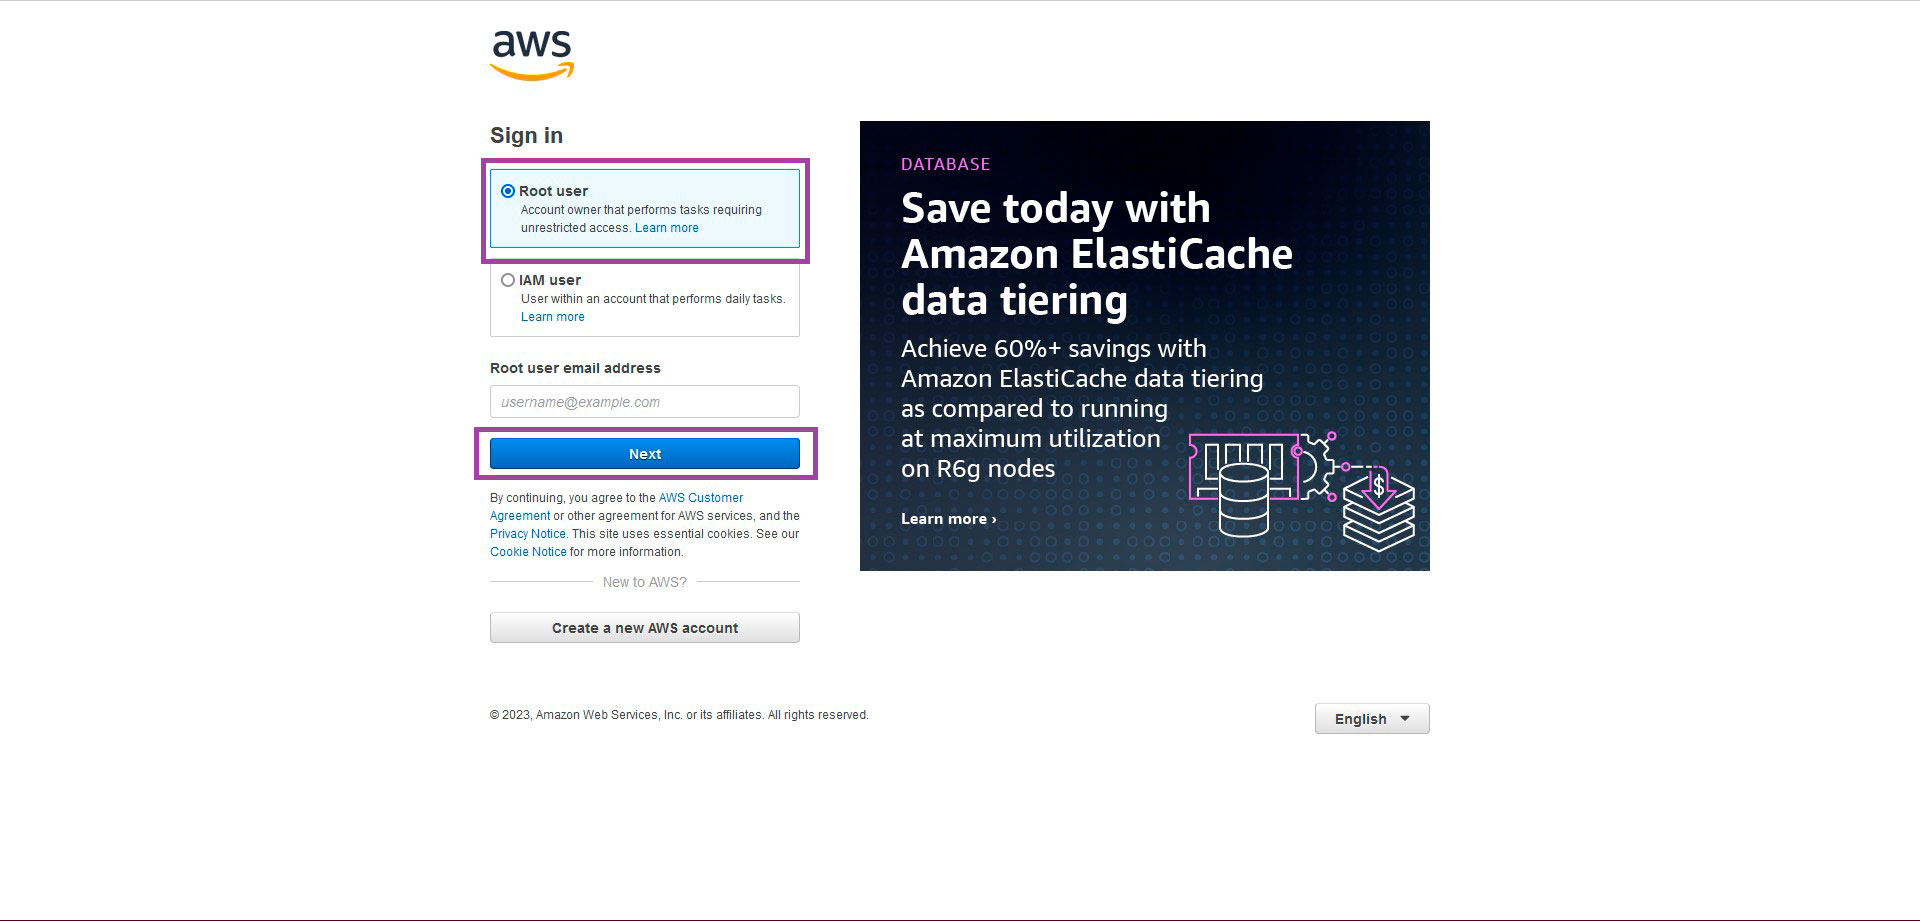 aws
Sign in
Root user
Account owner that performs tasks requiring
unrestricted access. Learn more
IAM user
User within an account that performs daily tasks.
Learn more
Root user email address
username@example.com
Next
By continuing, you agree to the AWS Customer
Agreement or other agreement for AWS services, and the
Privacy Notice. This site uses essential cookies. See our
Cookie Notice for more information.
New to AWS?
Create a new AWS account
DATABASE
Save today with
Amazon ElastiCache
data tiering
Achieve 60%+ savings with
Amazon ElastiCache data tiering
as compared to running
at maximum utilization
on R6g nodes
$
Learn more ›
© 2023, Amazon Web Services, Inc. or its affiliates. All rights reserved.
English